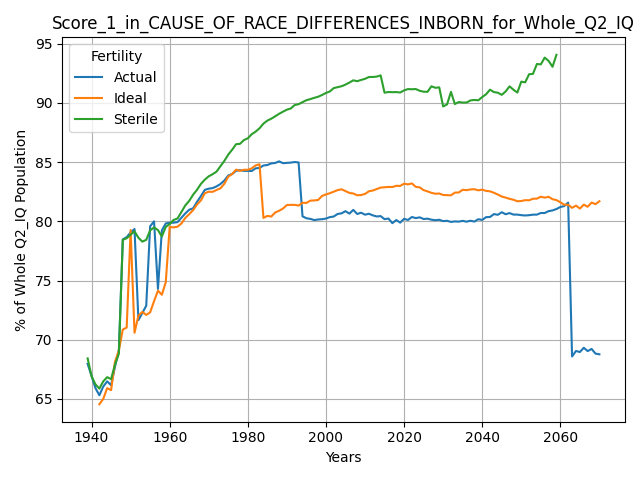 Score_1_in_CAUSE_OF_RACE_DIFFERENCES_INBORN_for_Whole_Q2_IQ
Fertility
Actual
Ideal
Sterile
% of Whole Q2_IQ Population
95
90
85
80
75
70
65
1940
1960
1980
2000
2020
2040
2060
Years